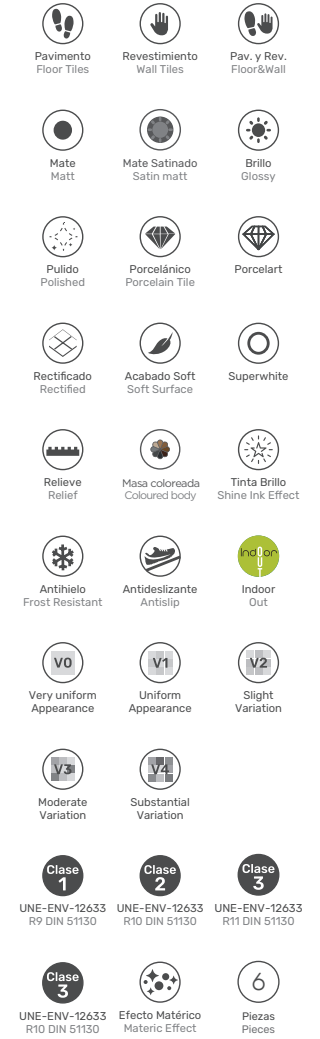 Pavimento
Floor Tiles
Revestimiento
Wall Tiles
Pav. y Rev.
Floor&Wall
Mate
Matt
Mate Satinado
Satin matt
Brillo
Glossy
Pulido
Polished
Porcelánico
Porcelain Tile
Porcelart
Rectificado
Rectified
Acabado Soft
Soft Surface
Superwhite
Relieve
Relief
Masa coloreada
Coloured body
Tinta Brillo
Shine Ink Effect
Antihielo
Frost Resistant
Antideslizante
Antislip
Indoor
OUT
Indoor
Out
V0
Very uniform
Appearance
V1
Uniform
Appearance
V2
Slight
Variation
V3
Moderate
Variation
V4
Substantial
Variation
Clase
1
UNE-ENV-12633
R9 DIN 51130
Clase
2
UNE-ENV-12633
R10 DIN 51130
Clase
3
UNE-ENV-12633
R11 DIN 51130
Clase
3
UNE-ENV-12633
R10 DIN 51130
Efecto Matérico
Materic Effect
6
Piezas
Pieces